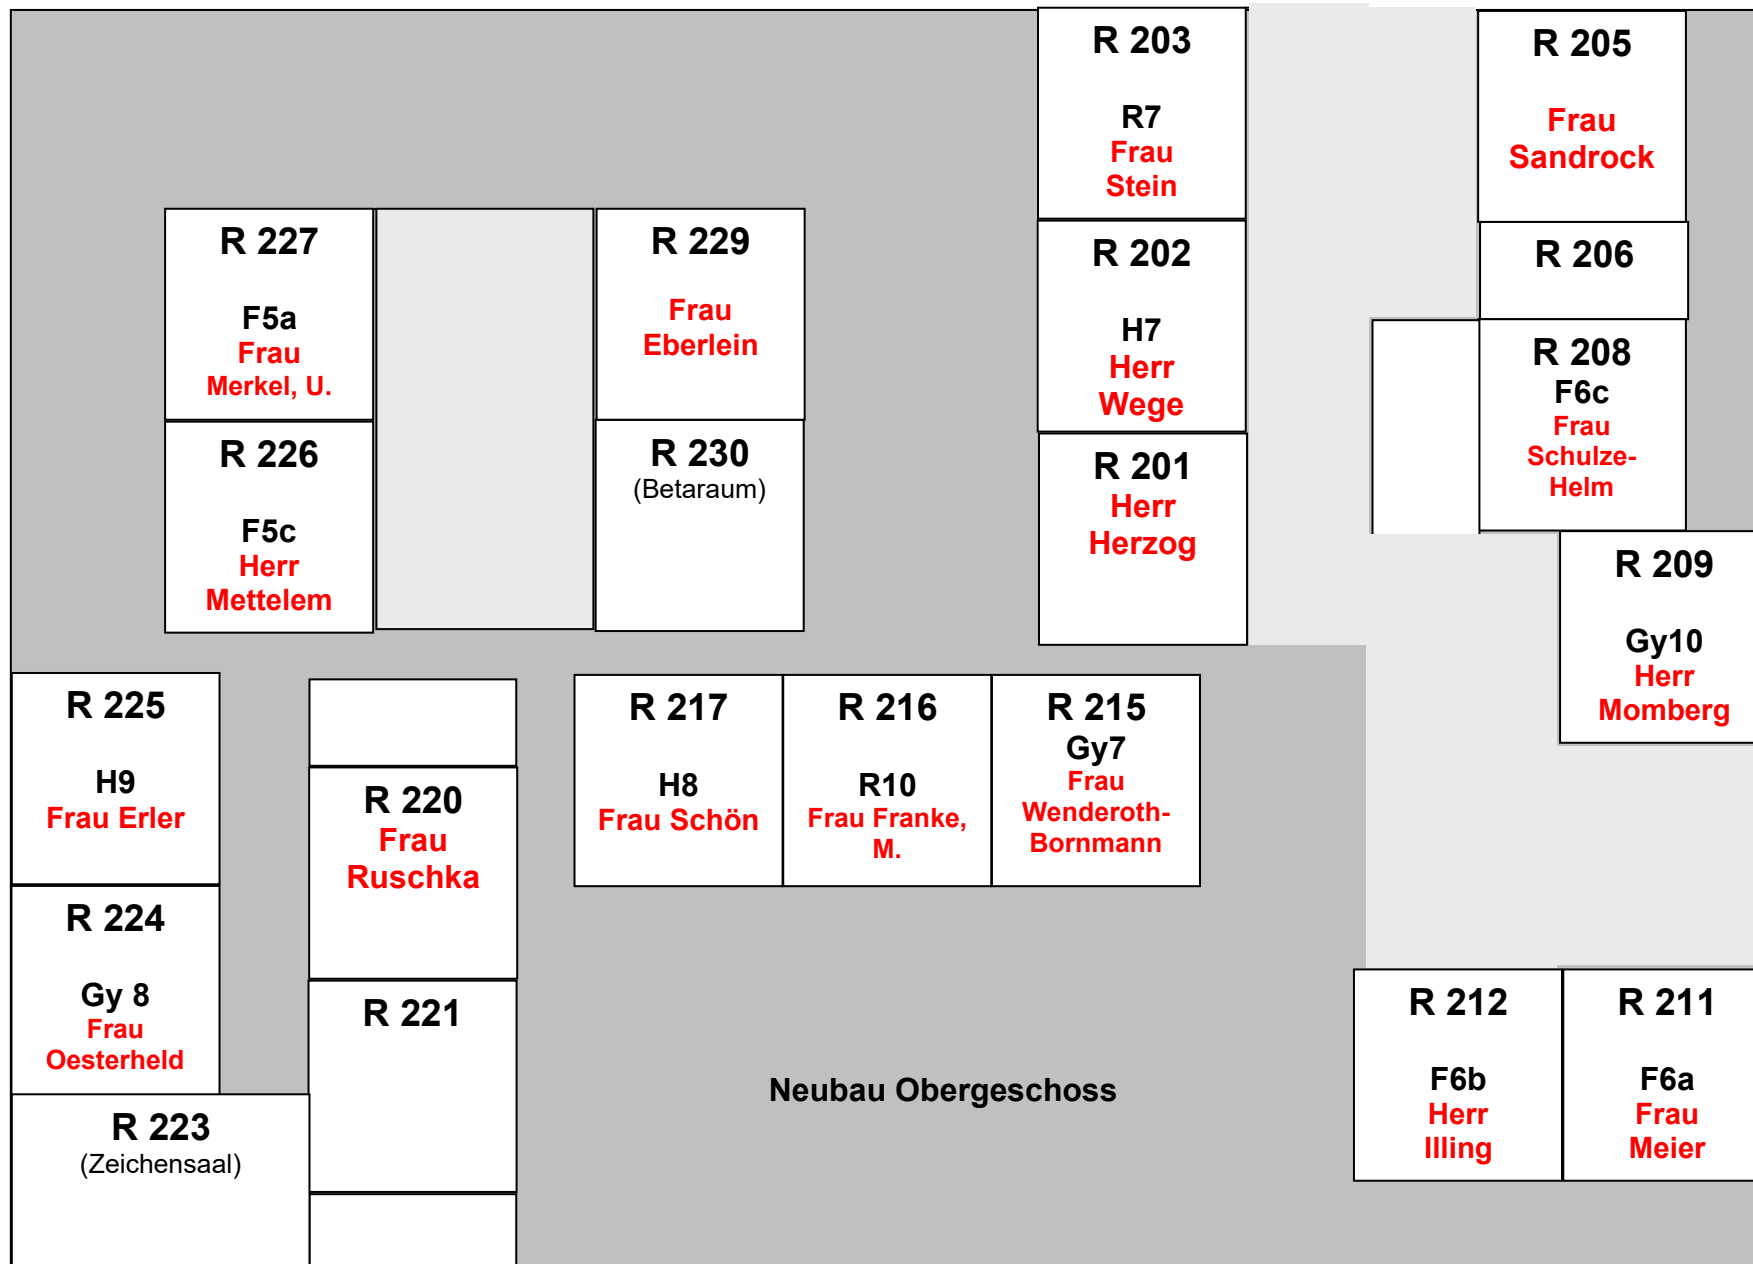 R 203
R7
Frau
Stein
R 205
Frau
Sandrock
R 227
F5a
Frau
Merkel, U.
R 229
Frau
Eberlein
R 202
H7
Herr
Wege
R 206
R 208
F6c
Frau
Schulze-
Helm
R 226
F5c
Herr
Mettelem
R 230
(Betaraum)
R 201
Herr
Herzog
R 209
Gy10
Herr
Momberg
R 225
H9
Frau Erler
R 220
Frau
Ruschka
R 217
H8
Frau Schön
R 216
R10
Frau Franke,
M.
R 215
Gy7
Frau
Wenderoth-
Bornmann
R 224
Gy 8
Frau
Oesterheld
R 221
R 212
F6b
Herr
Illing
R 211
F6a
Frau
Meier
Neubau Obergeschoss
R 223
(Zeichensaal)